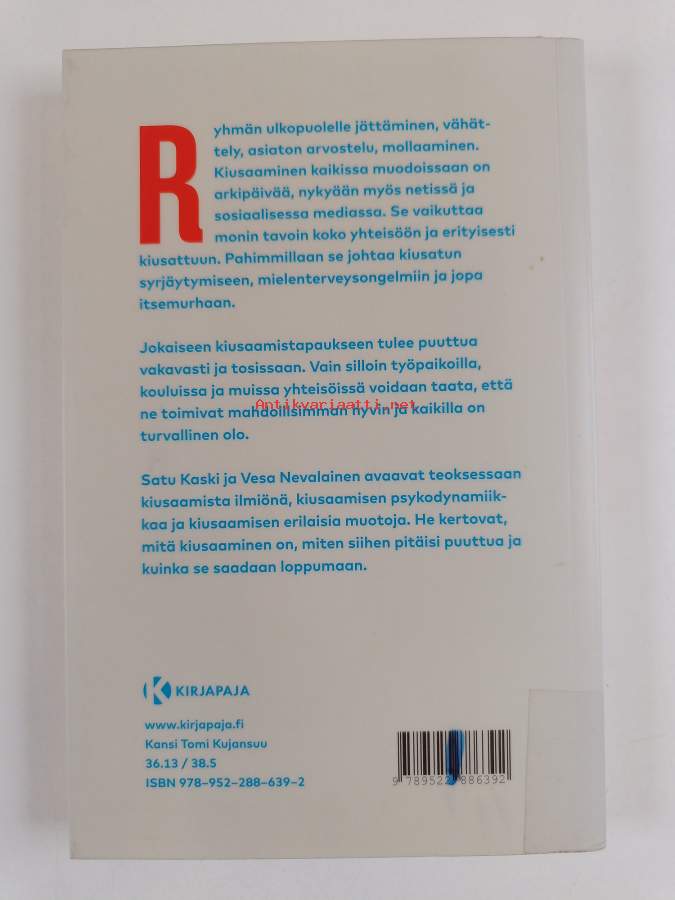 Ryhmän ulkopuolelle jättäminen, vähät-
tely, asiaton arvostelu, mollaaminen.
Kiusaaminen kaikissa muodoissaan on
arkipäivää, nykyään myös netissä ja
sosiaalisessa mediassa. Se vaikuttaa
monin tavoin koko yhteisöön ja erityisesti
kiusattuun. Pahimmillaan se johtaa kiusatun
syrjäytymiseen, mielenterveysongelmiin ja jopa
itsemurhaan.
Jokaiseen kiusaamistapaukseen tulee puuttua
vakavasti ja tosissaan. Vain silloin työpaikoilla,
kouluissa ja muissa yhteisöissä voidaan taata, että
Antikvariaatti.net
ne toimivat mahdollisimman hyvin ja kaikilla on
turvallinen olo.
Satu Kaski ja Vesa Nevalainen avaavat teoksessaan
kiusaamista ilmiönä, kiusaamisen psykodynamiik-
kaa ja kiusaamisen erilaisia muotoja. He kertovat,
mitä kiusaaminen on, miten siihen pitäisi puuttua ja
kuinka se saadaan loppumaan.
KIRJAPAJA
www.kirjapaja.fi
Kansi Tomi Kujansuu
36.13 / 38.5
ISBN 978-952-288-639-2
9 789522 886392